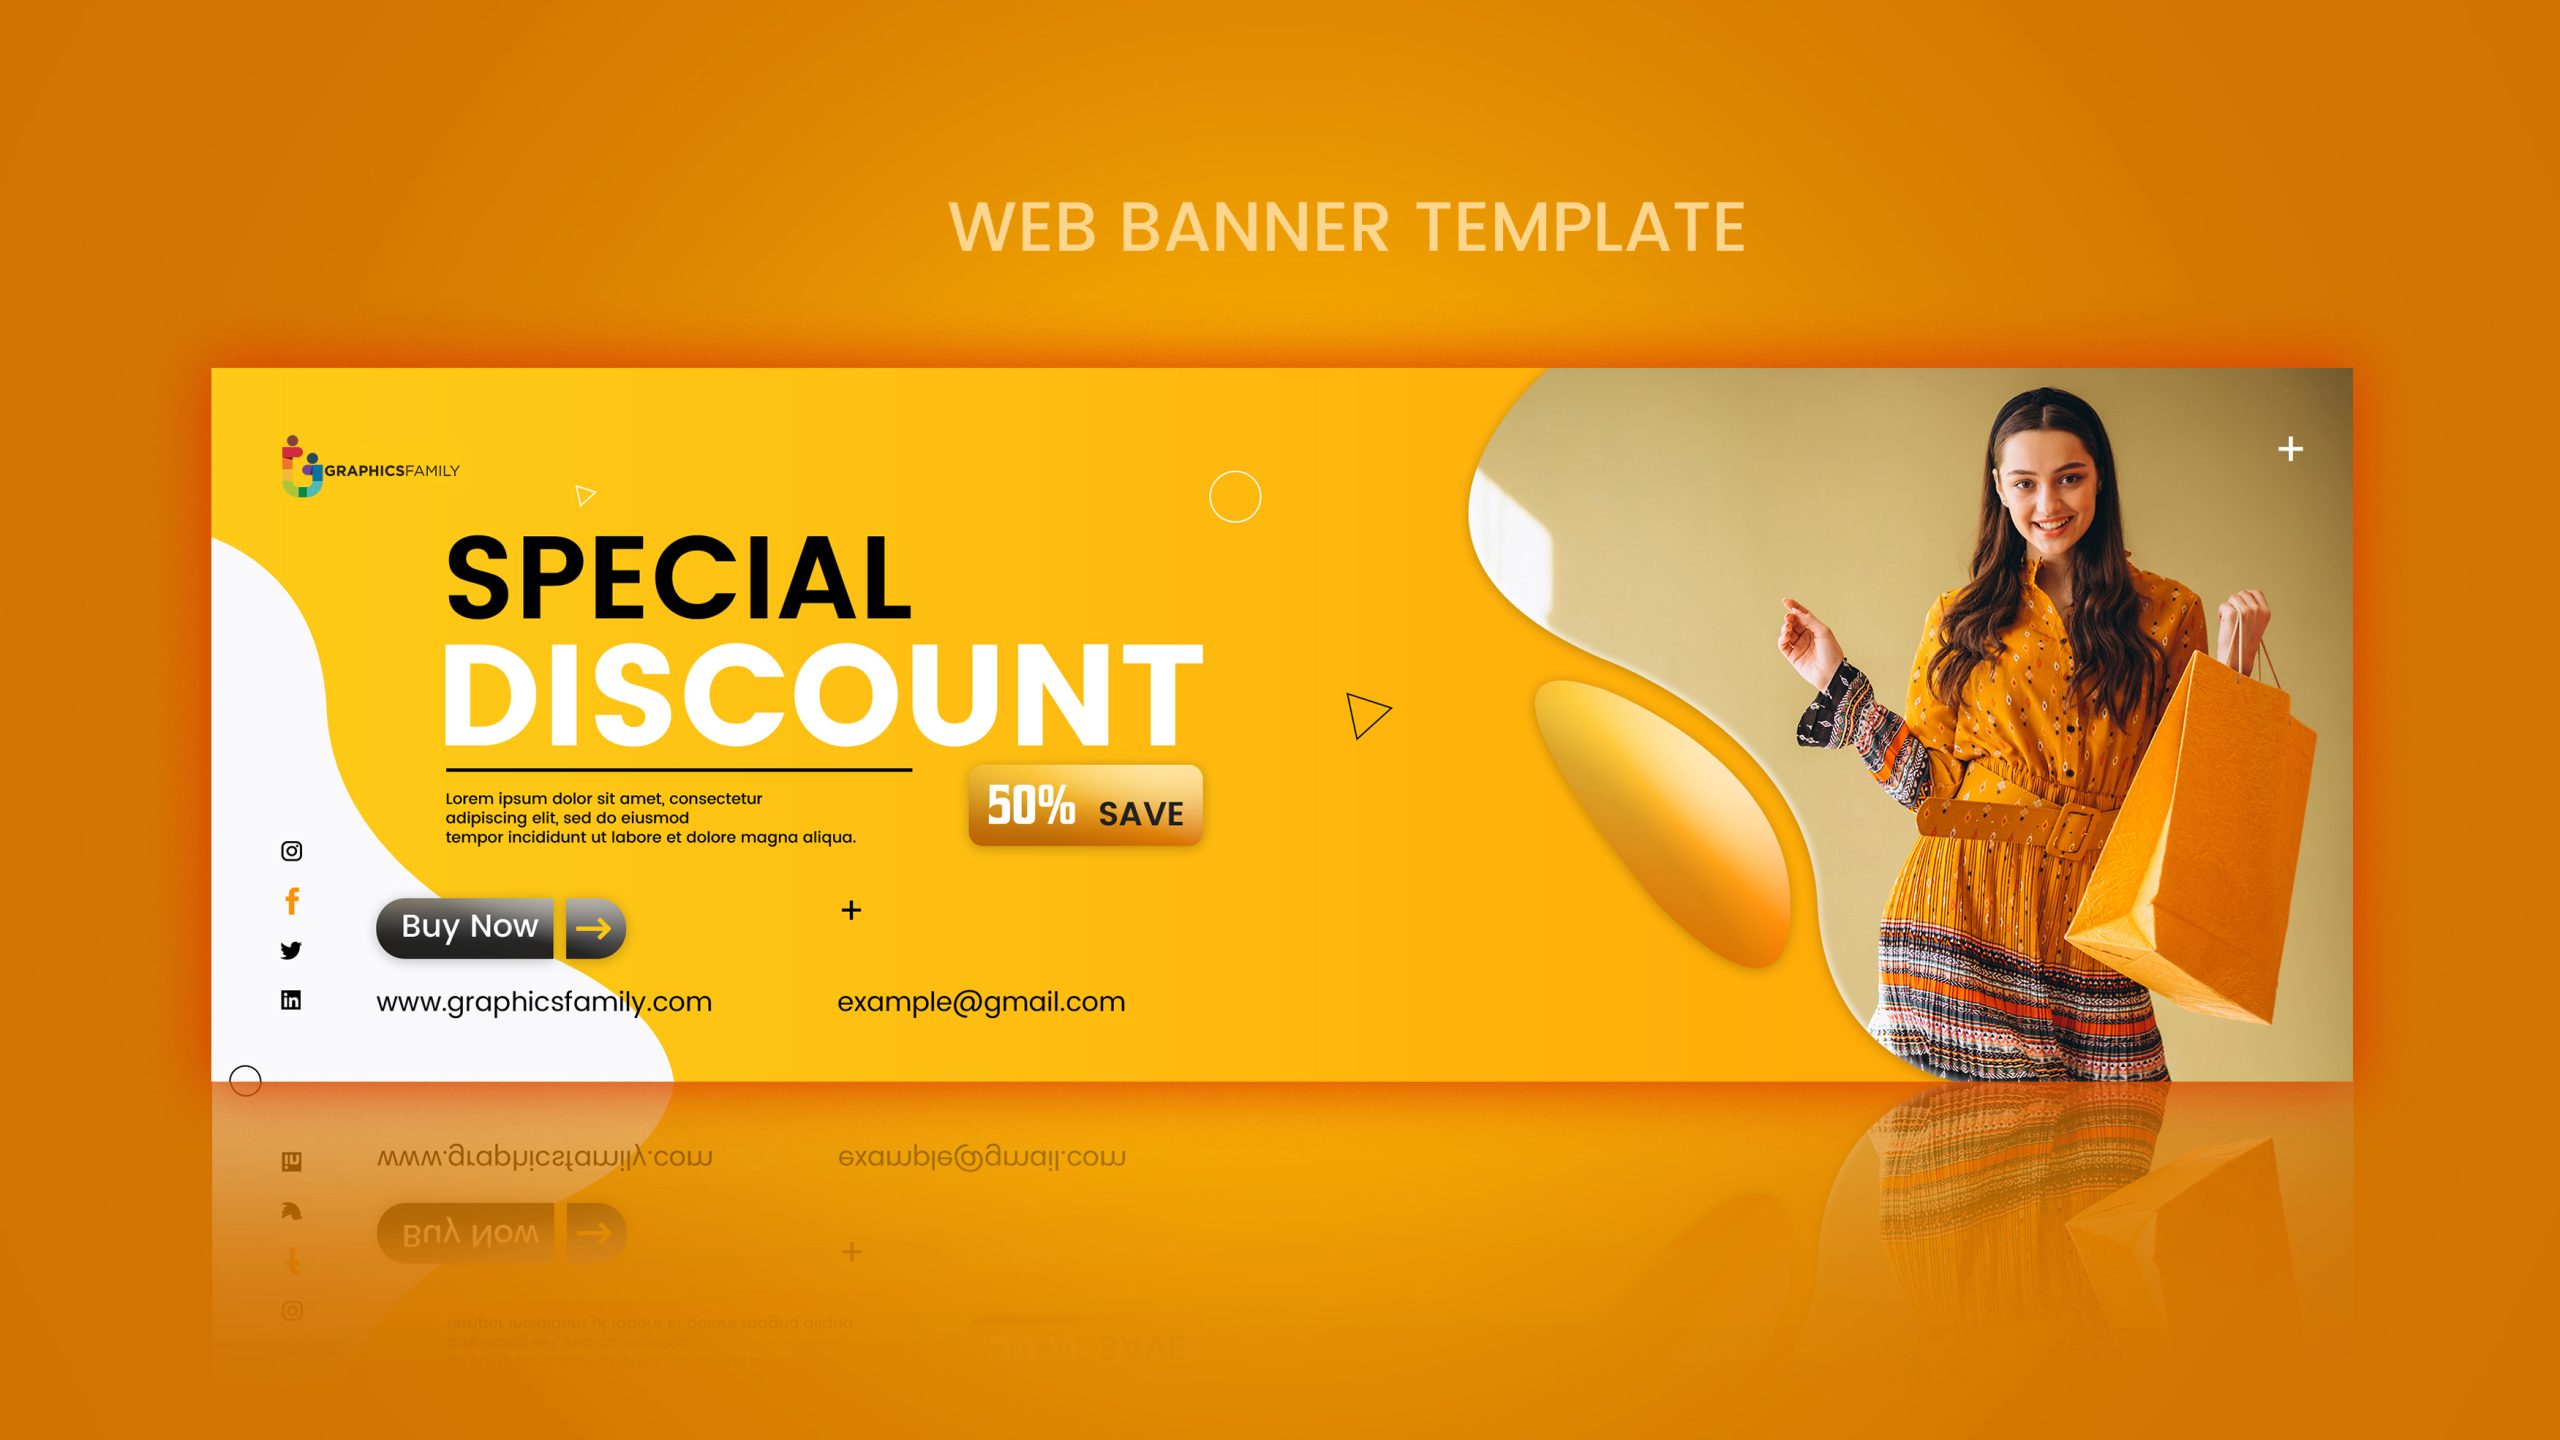 WEB BANNER TEMPLATE
GRAPHICSFAMILY
SPECIAL
DISCOUNT
Lorem ipsum dolor sit amet, consectetur
adipiscing elit, sed do eiusmod
tempor incididunt ut labore et dolore magna aliqua.
50% SAVE
Buy Now
www.graphicsfamily.com
example@gmail.com